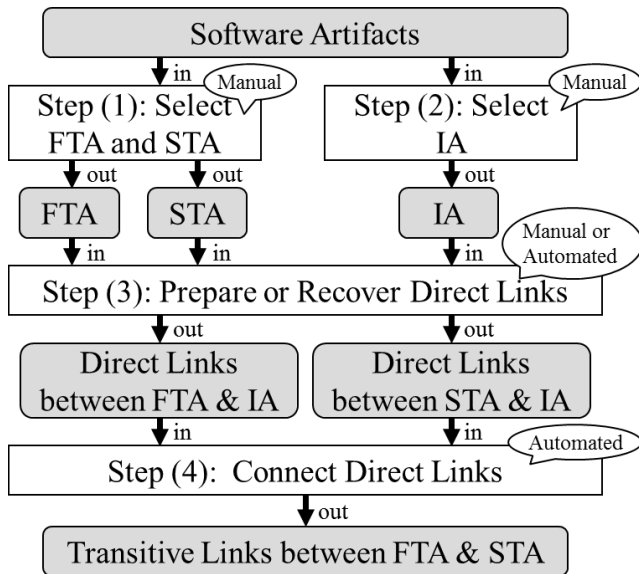 Software Artifacts
in
in
Manual
Manual
Step (1): Select
FTA and STA
Step (2): Select
IA
out
out
out
FTA
STA
IA
in
in
in
Manual or
Automated
Step (3): Prepare or Recover Direct Links
out
out
Direct Links
between FTA & IA
Direct Links
between STA & IA
in
in
Automated
Step (4):  Connect Direct Links
out
Transitive Links between FTA & STA